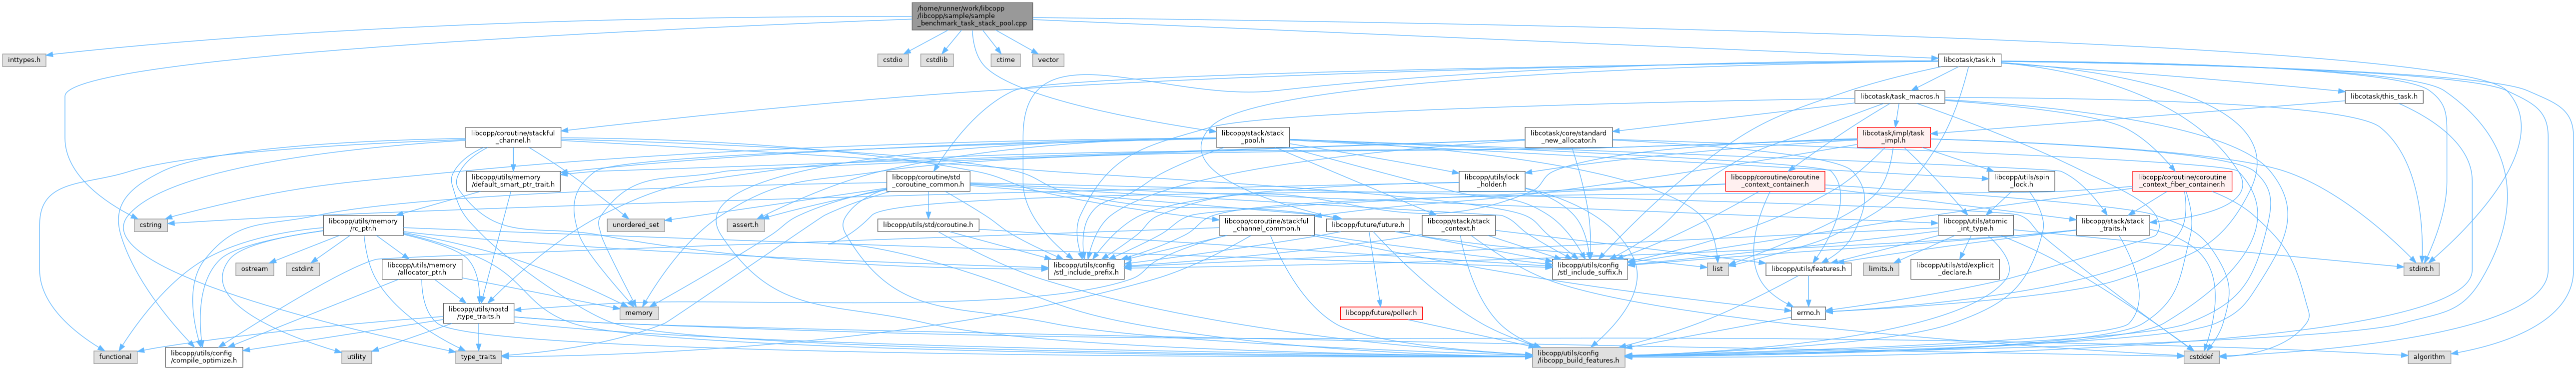 /home/runner/work/libcopp
/libcopp/sample/sample
_benchmark_task_stack_pool.cpp
inttypes.h
cstdio
cstdlib
ctime
vector
libcotask/task.h
libcotask/task_macros.h
libcotask/this_task.h
libcopp/coroutine/stackful
_channel.h
libcopp/stack/stack
_pool.h
libcotask/core/standard
_new_allocator.h
libcotask/impl/task
_impl.h
libcopp/utils/memory
/default_smart_ptr_trait.h
libcopp/coroutine/std
_coroutine_common.h
libcopp/utils/lock
_holder.h
libcopp/coroutine/coroutine
_context_container.h
libcopp/utils/spin
_lock.h
libcopp/coroutine/coroutine
_context_fiber_container.h
cstring
libcopp/utils/memory
/rc_ptr.h
unordered_set
assert.h
libcopp/utils/std/coroutine.h
libcopp/coroutine/stackful
_channel_common.h
libcopp/future/future.h
libcopp/stack/stack
_context.h
libcopp/utils/atomic
_int_type.h
libcopp/stack/stack
_traits.h
ostream
cstdint
libcopp/utils/memory
/allocator_ptr.h
libcopp/utils/config
/stl_include_prefix.h
libcopp/utils/config
/stl_include_suffix.h
list
libcopp/utils/features.h
limits.h
libcopp/utils/std/explicit
_declare.h
stdint.h
libcopp/utils/nostd
/type_traits.h
memory
libcopp/future/poller.h
errno.h
functional
libcopp/utils/config
/compile_optimize.h
utility
type_traits
libcopp/utils/config
/libcopp_build_features.h
cstddef
algorithm